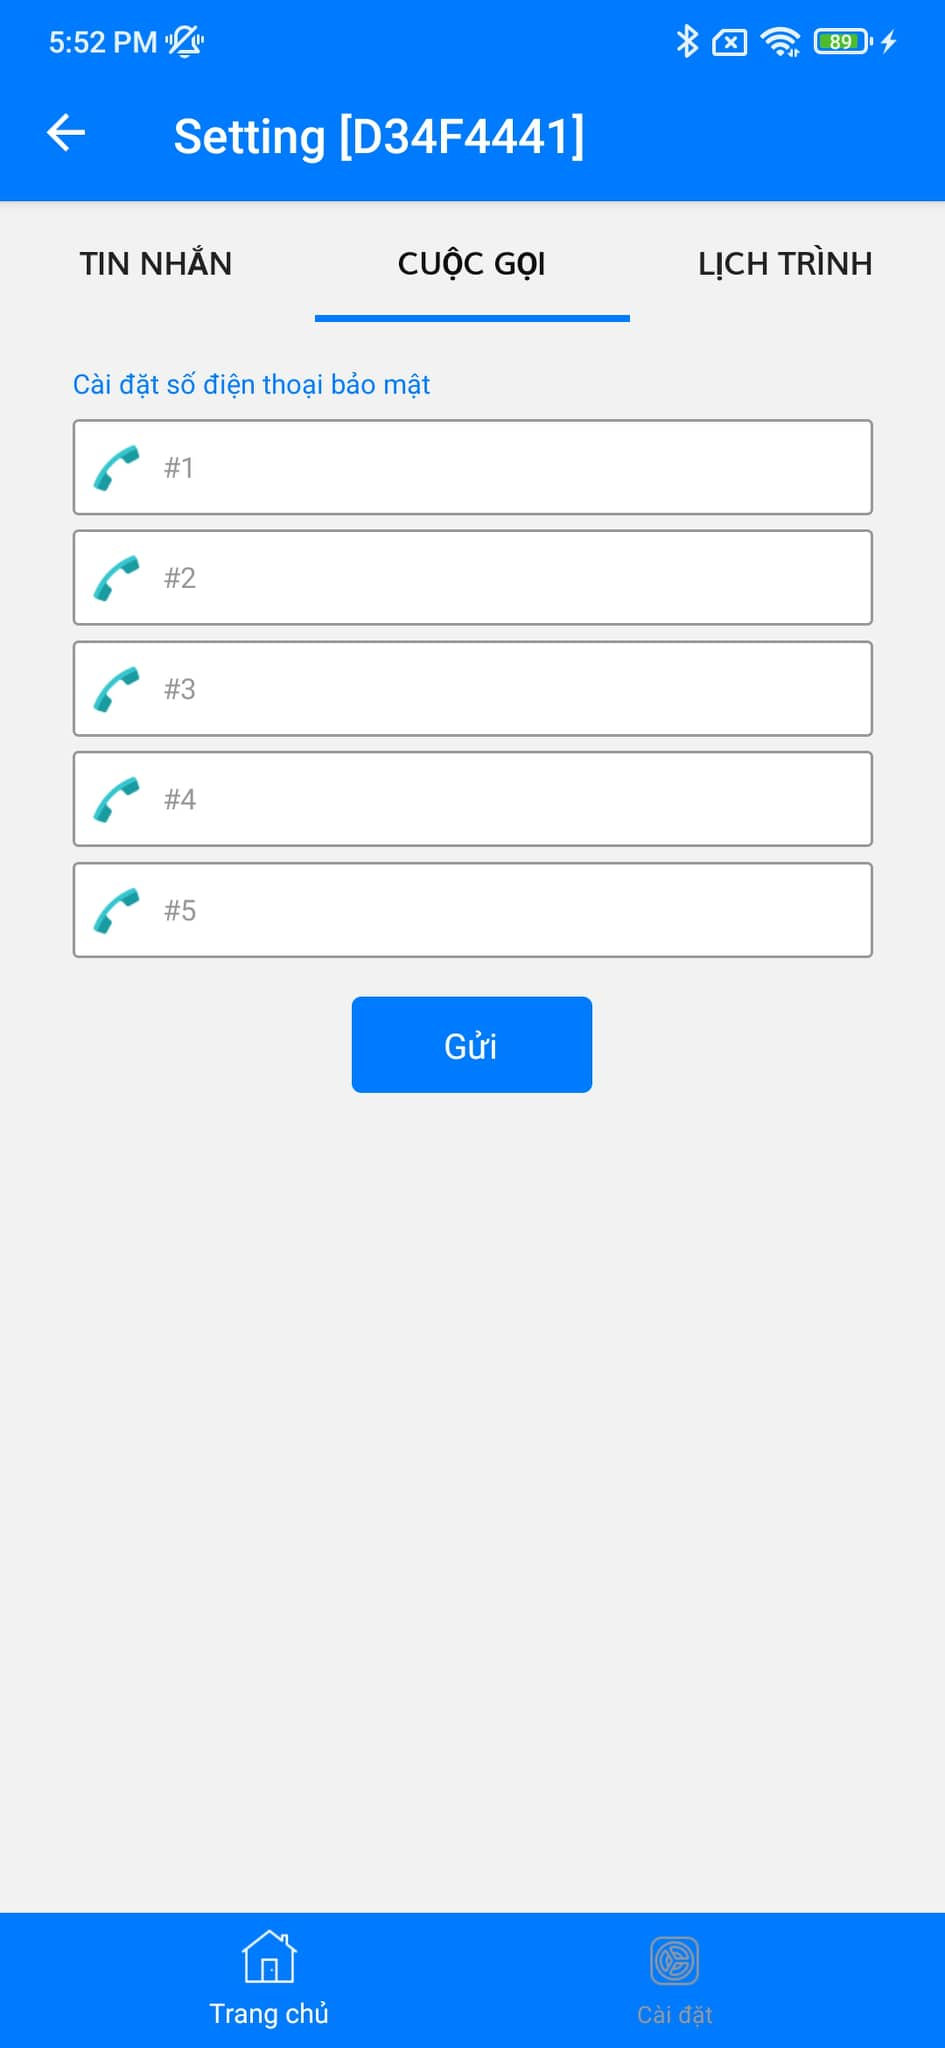 5:52 PM
89
Setting [D34F4441]
TIN NHẮN CUỘC GỌI LỊCH TRÌNH
Cài đặt số điện thoại bảo mật
#1
#2
#3
#4
#5
Gửi
Trang chủ Cài đặt